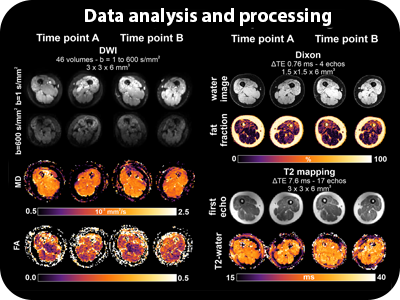 Data analysis and processing
Time point A Time point B
DWI
46 volumes - b = 1 to 600 s/mm²
3 x 3 x 6 mm³
b=1 s/mm²
b=600 s/mm²
MD
0.5 10⁻³ mm²/s 2.5
FA
0.0 0.5
Time point A Time point B
Dixon
ΔTE 0.76 ms - 4 echos
1.5 x1.5 x 6 mm³
water
image
fat
fraction
0 % 100
T2 mapping
ΔTE 7.6 ms - 17 echos
3 x 3 x 6 mm³
first
echo
T2-water
15 ms 40